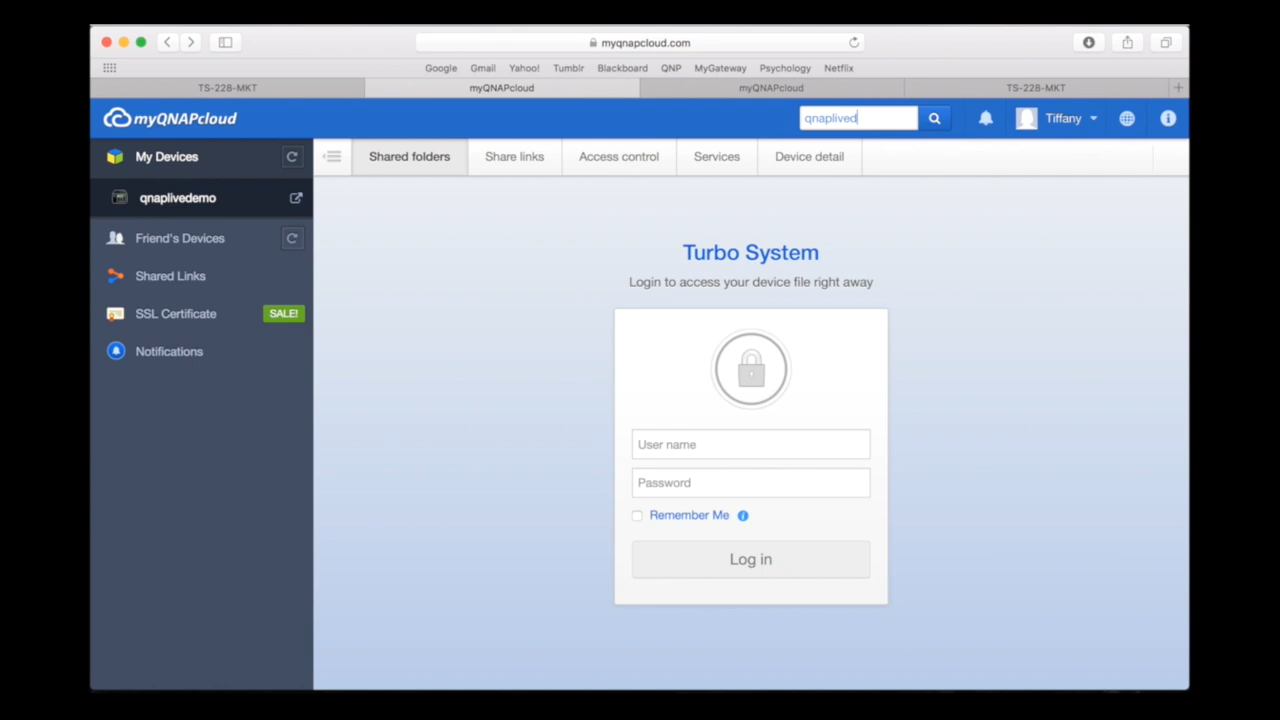 myqnapcloud.com
Google Gmail Yahoo! Tumblr Blackboard QNP MyGateway Psychology Netflix
TS-228-MKT myQNAPcloud myQNAPcloud TS-228-MKT
myQNAPcloud qnaplived Tiffany
My Devices
qnaplivedemo
Friend's Devices
Shared Links
SSL Certificate SALE!
Notifications
Shared folders Share links Access control Services Device detail
Turbo System
Login to access your device file right away
User name
Password
Remember Me
Log in